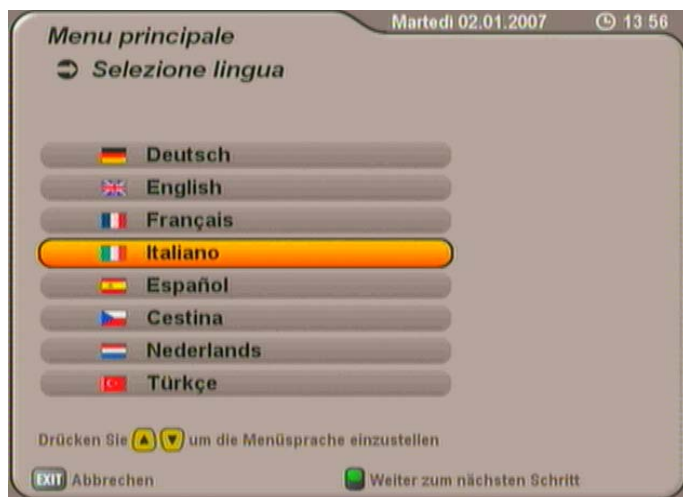 Martedì 02.01.2007 13 56
Menu principale
Selezione lingua
Deutsch
English
Français
Italiano
Español
Cestina
Nederlands
Türkçe
Drücken Sie um die Menüsprache einzustellen
EXIT Abbrechen
Weiter zum nächsten Schritt